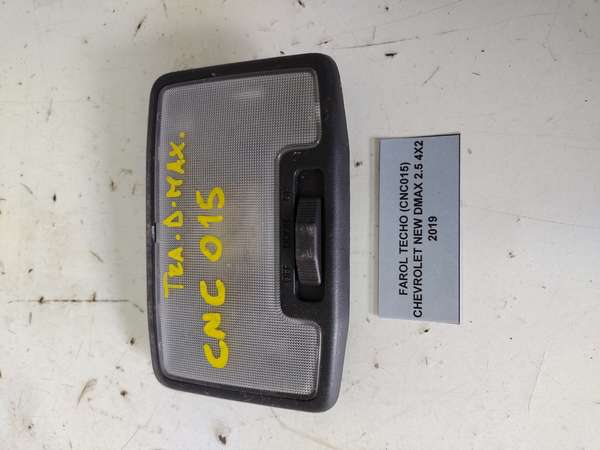 TRA. D-MAX.
CNC 015
FAROL TECHO (CNC015)
CHEVROLET NEW DMAX 2.5 4X2
2019